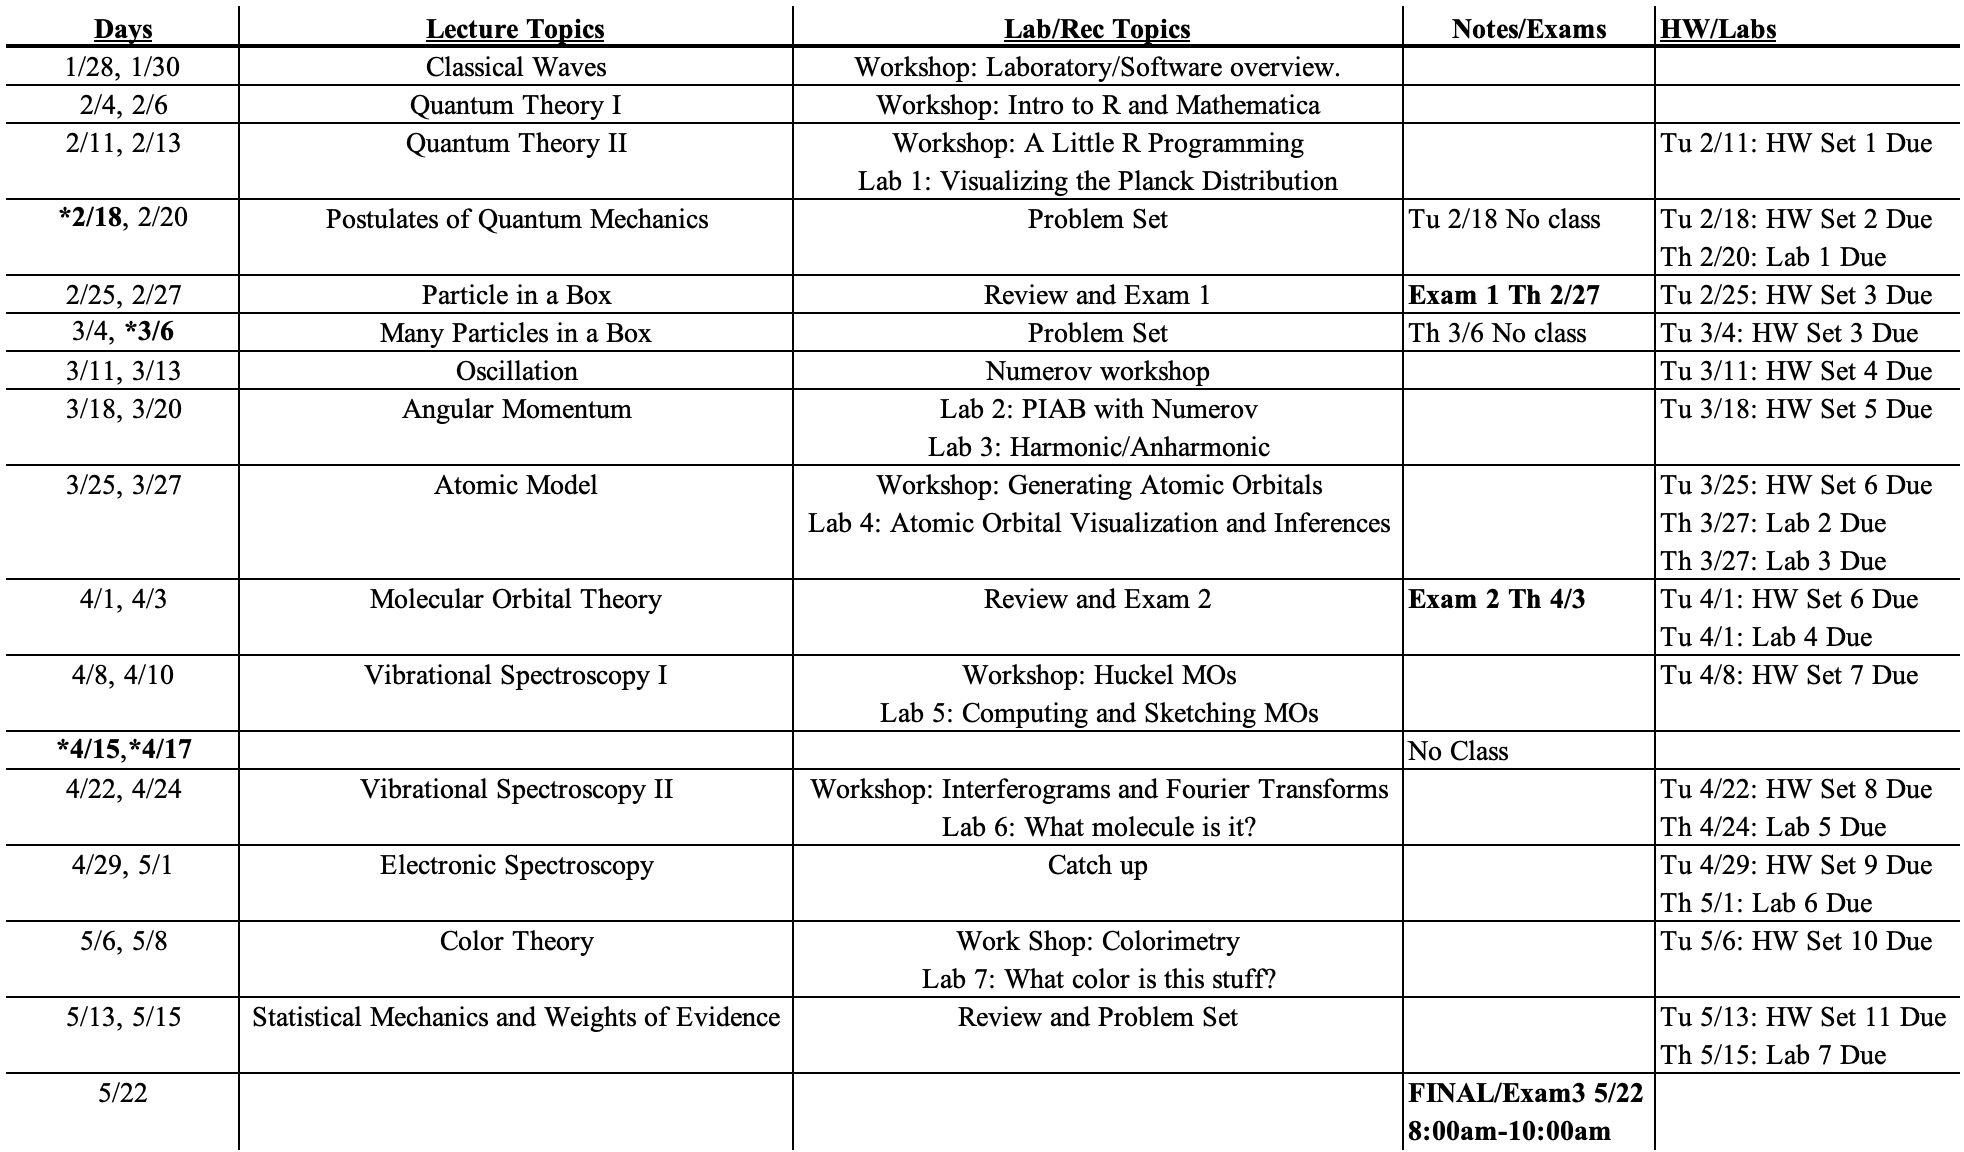 Days Lecture Topics Lab/Rec Topics Notes/Exams HW/Labs
1/28, 1/30 Classical Waves Workshop: Laboratory/Software overview.
2/4, 2/6 Quantum Theory I Workshop: Intro to R and Mathematica
2/11, 2/13 Quantum Theory II Workshop: A Little R Programming Tu 2/11: HW Set 1 Due
Lab 1: Visualizing the Planck Distribution
*2/18, 2/20 Postulates of Quantum Mechanics Problem Set Tu 2/18 No class Tu 2/18: HW Set 2 Due
Th 2/20: Lab 1 Due
2/25, 2/27 Particle in a Box Review and Exam 1 Exam 1 Th 2/27 Tu 2/25: HW Set 3 Due
3/4, *3/6 Many Particles in a Box Problem Set Th 3/6 No class Tu 3/4: HW Set 3 Due
3/11, 3/13 Oscillation Numerov workshop Tu 3/11: HW Set 4 Due
3/18, 3/20 Angular Momentum Lab 2: PIAB with Numerov Tu 3/18: HW Set 5 Due
Lab 3: Harmonic/Anharmonic
3/25, 3/27 Atomic Model Workshop: Generating Atomic Orbitals Tu 3/25: HW Set 6 Due
Lab 4: Atomic Orbital Visualization and Inferences Th 3/27: Lab 2 Due
Th 3/27: Lab 3 Due
4/1, 4/3 Molecular Orbital Theory Review and Exam 2 Exam 2 Th 4/3 Tu 4/1: HW Set 6 Due
Tu 4/1: Lab 4 Due
4/8, 4/10 Vibrational Spectroscopy I Workshop: Huckel MOs Tu 4/8: HW Set 7 Due
Lab 5: Computing and Sketching MOs
*4/15,*4/17 No Class
4/22, 4/24 Vibrational Spectroscopy II Workshop: Interferograms and Fourier Transforms Tu 4/22: HW Set 8 Due
Lab 6: What molecule is it? Th 4/24: Lab 5 Due
4/29, 5/1 Electronic Spectroscopy Catch up Tu 4/29: HW Set 9 Due
Th 5/1: Lab 6 Due
5/6, 5/8 Color Theory Work Shop: Colorimetry Tu 5/6: HW Set 10 Due
Lab 7: What color is this stuff?
5/13, 5/15 Statistical Mechanics and Weights of Evidence Review and Problem Set Tu 5/13: HW Set 11 Due
Th 5/15: Lab 7 Due
5/22 FINAL/Exam3 5/22
8:00am-10:00am